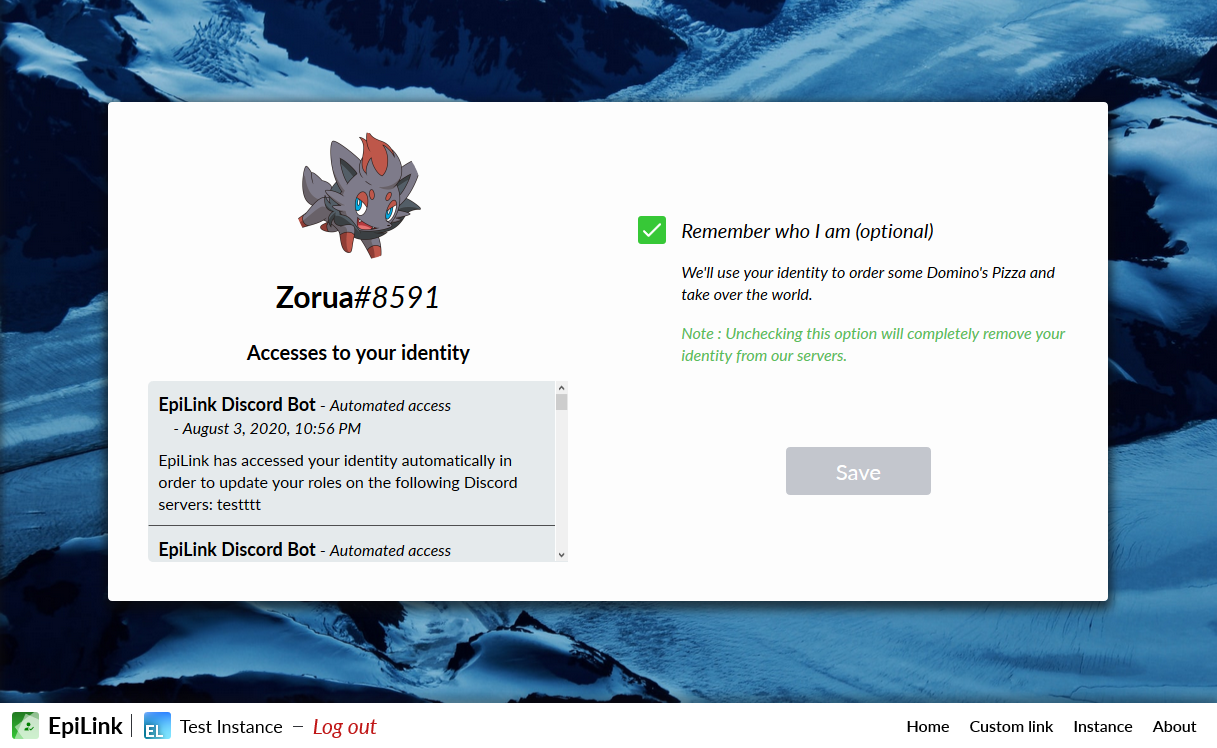 Zorua#8591
Accesses to your identity
EpiLink Discord Bot - Automated access
- August 3, 2020, 10:56 PM
EpiLink has accessed your identity automatically in
order to update your roles on the following Discord
servers: testttt
EpiLink Discord Bot - Automated access
Remember who I am (optional)
We'll use your identity to order some Domino's Pizza and
take over the world.
Note : Unchecking this option will completely remove your
identity from our servers.
Save
EpiLink | EL Test Instance – Log out
Home Custom link Instance About